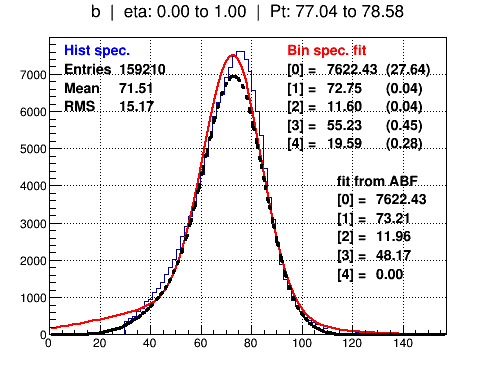 b | eta: 0.00 to 1.00 | Pt: 77.04 to 78.58
Hist spec.
Entries 159210
Mean 71.51
RMS 15.17
Bin spec. fit
[0] = 7622.43 (27.64)
[1] = 72.75 (0.04)
[2] = 11.60 (0.04)
[3] = 55.23 (0.45)
[4] = 19.59 (0.28)
fit from ABF
[0] = 7622.43
[1] = 73.21
[2] = 11.96
[3] = 48.17
[4] = 0.00
7000
6000
5000
4000
3000
2000
1000
0
0 20 40 60 80 100 120 140